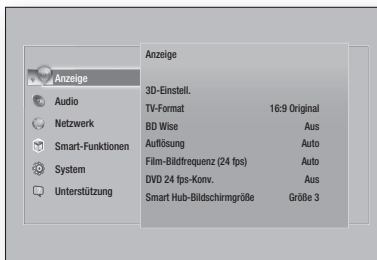 Anzeige
Audio
Netzwerk
Smart-Funktionen
System
Unterstützung
Anzeige
3D-Einstell.
TV-Format 16:9 Original
BD Wise Aus
Auflösung Auto
Film-Bildfrequenz (24 fps) Auto
DVD 24 fps-Konv. Aus
Smart Hub-Bildschirmgröße Größe 3